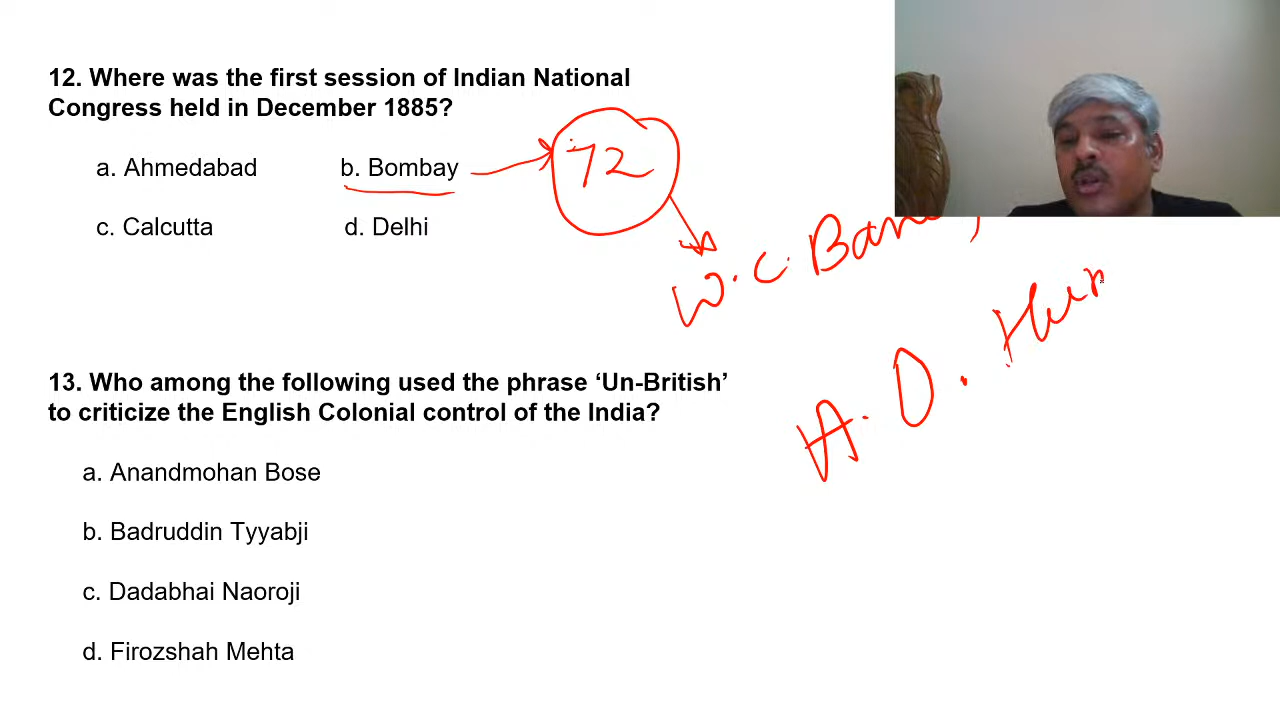 12. Where was the first session of Indian National
Congress held in December 1885?
a. Ahmedabad b. Bombay
72
c. Calcutta d. Delhi
W. C.
13. Who among the following used the phrase ‘Un-British’
to criticize the English Colonial control of the India?
A. O.
a. Anandmohan Bose
b. Badruddin Tyyabji
c. Dadabhai Naoroji
d. Firozshah Mehta